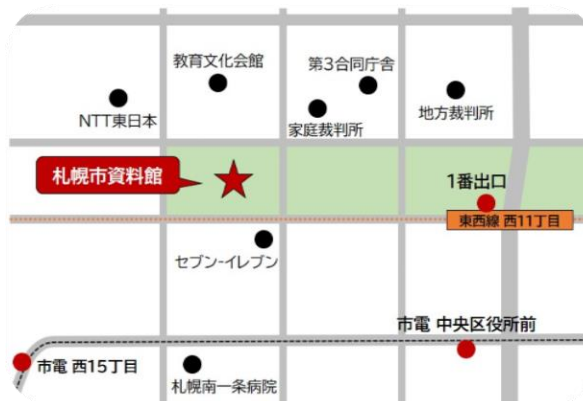 教育文化会館
第3合同庁舎
NTT東日本
家庭裁判所
地方裁判所
札幌市資料館
1番出口
東西線 西11丁目
セブン-イレブン
市電 中央区役所前
市電 西15丁目
札幌南一条病院